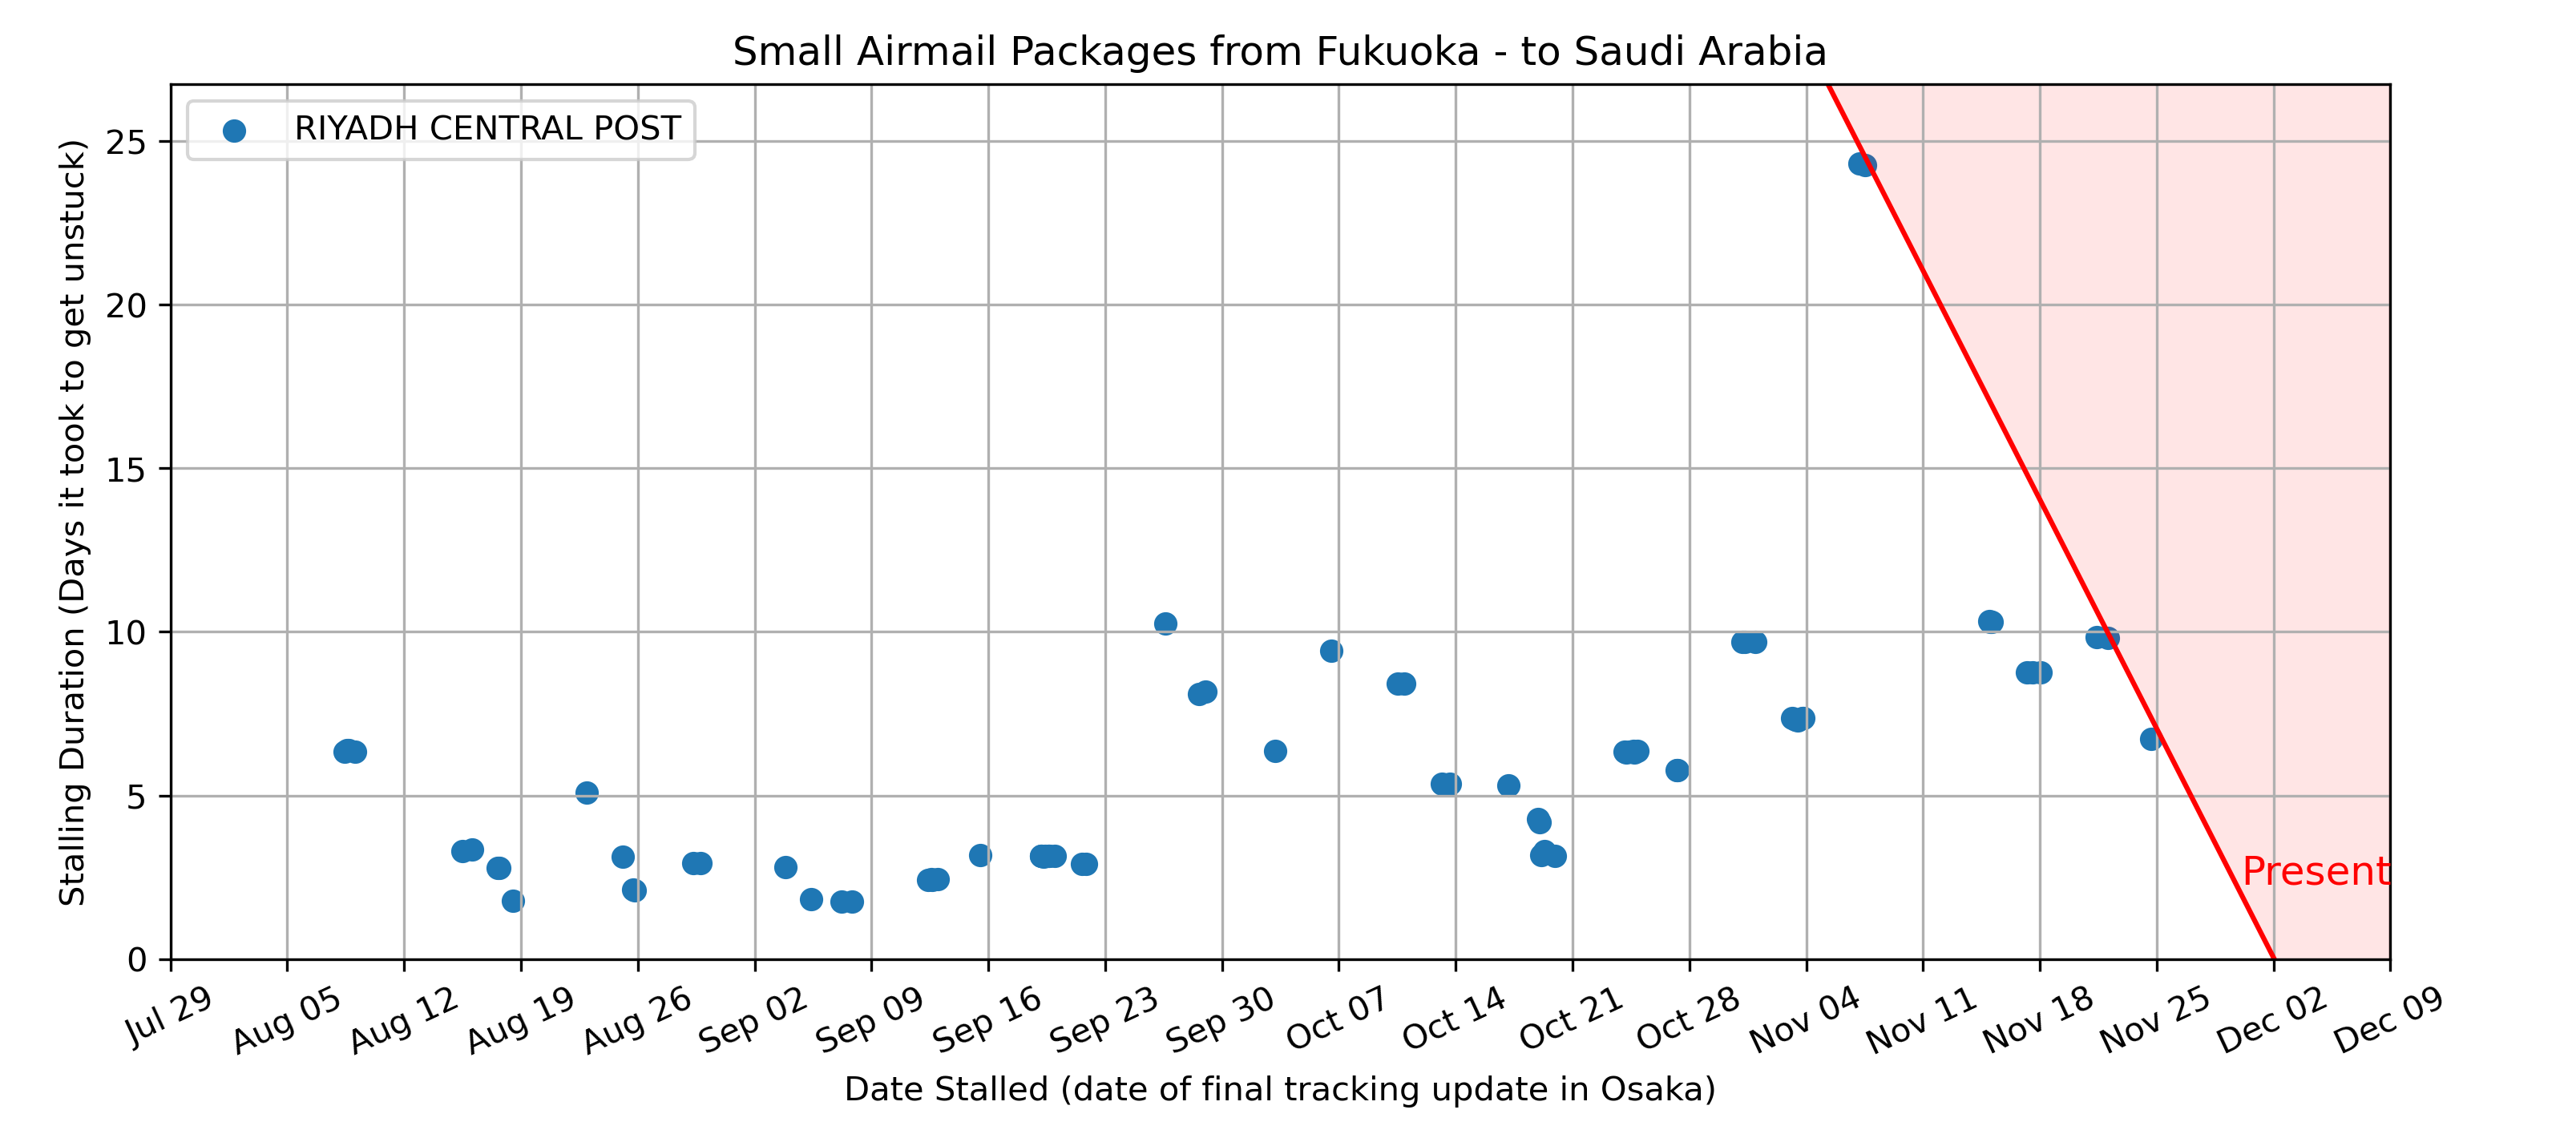 Small Airmail Packages from Fukuoka - to Saudi Arabia
RIYADH CENTRAL POST
Stalling Duration (Days it took to get unstuck)
25
20
15
10
5
0
Present
Jul 29
Aug 05
Aug 12
Aug 19
Aug 26
Sep 02
Sep 09
Sep 16
Sep 23
Sep 30
Oct 07
Oct 14
Oct 21
Oct 28
Nov 04
Nov 11
Nov 18
Nov 25
Dec 02
Dec 09
Date Stalled (date of final tracking update in Osaka)